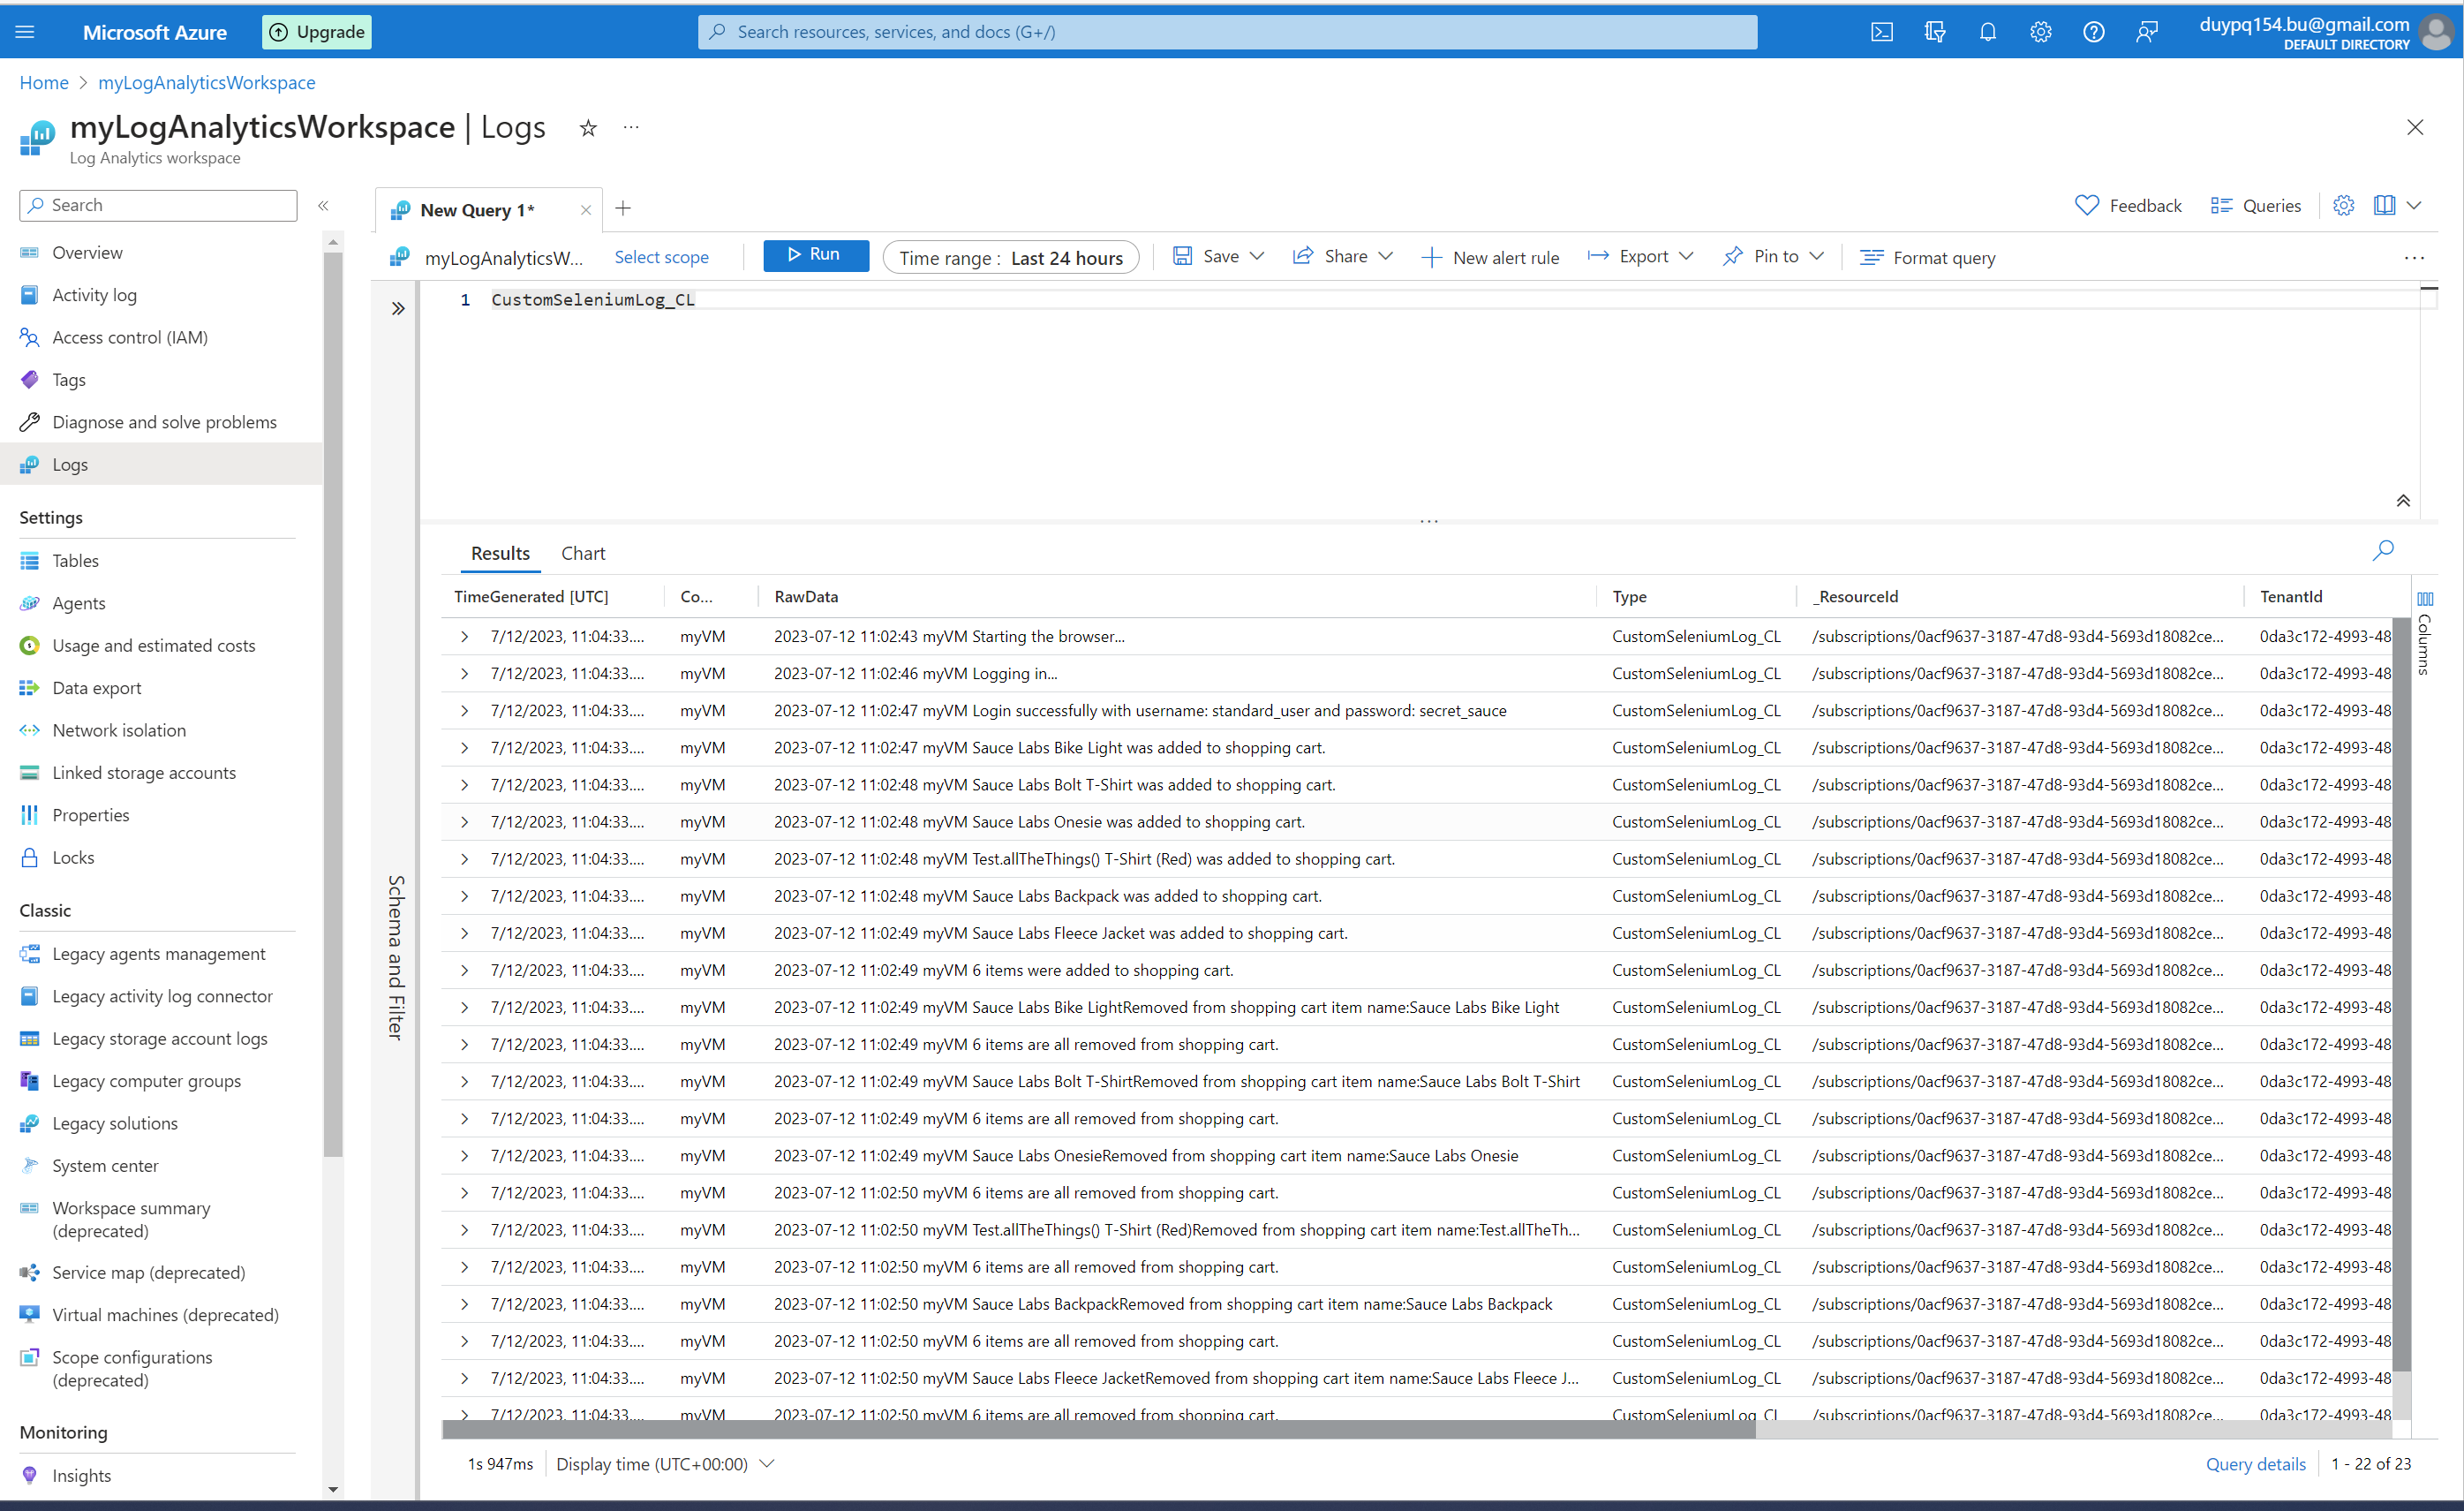 Microsoft Azure
Upgrade
Search resources, services, and docs (G+/)
duypq154.bu@gmail.com
DEFAULT DIRECTORY
Home > myLogAnalyticsWorkspace
myLogAnalyticsWorkspace | Logs
Log Analytics workspace
Search
Overview
Activity log
Access control (IAM)
Tags
Diagnose and solve problems
Logs
Settings
Tables
Agents
Usage and estimated costs
Data export
Network isolation
Linked storage accounts
Properties
Locks
Classic
Legacy agents management
Legacy activity log connector
Legacy storage account logs
Legacy computer groups
Legacy solutions
System center
Workspace summary
(deprecated)
Service map (deprecated)
Virtual machines (deprecated)
Scope configurations
(deprecated)
Monitoring
Insights
New Query 1*
Feedback
Queries
myLogAnalyticsW...
Select scope
Run
Time range : Last 24 hours
Save
Share
New alert rule
Export
Pin to
Format query
Schema and Filter
1 CustomSeleniumLog_CL
Results Chart
TimeGenerated [UTC] Co... RawData Type _ResourceId TenantId
7/12/2023, 11:04:33.... myVM 2023-07-12 11:02:43 myVM Starting the browser... CustomSeleniumLog_CL /subscriptions/0acf9637-3187-47d8-93d4-5693d18082ce... 0da3c172-4993-48
7/12/2023, 11:04:33.... myVM 2023-07-12 11:02:46 myVM Logging in... CustomSeleniumLog_CL /subscriptions/0acf9637-3187-47d8-93d4-5693d18082ce... 0da3c172-4993-48
7/12/2023, 11:04:33.... myVM 2023-07-12 11:02:47 myVM Login successfully with username: standard_user and password: secret_sauce CustomSeleniumLog_CL /subscriptions/0acf9637-3187-47d8-93d4-5693d18082ce... 0da3c172-4993-48
7/12/2023, 11:04:33.... myVM 2023-07-12 11:02:47 myVM Sauce Labs Bike Light was added to shopping cart. CustomSeleniumLog_CL /subscriptions/0acf9637-3187-47d8-93d4-5693d18082ce... 0da3c172-4993-48
7/12/2023, 11:04:33.... myVM 2023-07-12 11:02:48 myVM Sauce Labs Bolt T-Shirt was added to shopping cart. CustomSeleniumLog_CL /subscriptions/0acf9637-3187-47d8-93d4-5693d18082ce... 0da3c172-4993-48
7/12/2023, 11:04:33.... myVM 2023-07-12 11:02:48 myVM Sauce Labs Onesie was added to shopping cart. CustomSeleniumLog_CL /subscriptions/0acf9637-3187-47d8-93d4-5693d18082ce... 0da3c172-4993-48
7/12/2023, 11:04:33.... myVM 2023-07-12 11:02:48 myVM Test.allTheThings() T-Shirt (Red) was added to shopping cart. CustomSeleniumLog_CL /subscriptions/0acf9637-3187-47d8-93d4-5693d18082ce... 0da3c172-4993-48
7/12/2023, 11:04:33.... myVM 2023-07-12 11:02:48 myVM Sauce Labs Backpack was added to shopping cart. CustomSeleniumLog_CL /subscriptions/0acf9637-3187-47d8-93d4-5693d18082ce... 0da3c172-4993-48
7/12/2023, 11:04:33.... myVM 2023-07-12 11:02:49 myVM Sauce Labs Fleece Jacket was added to shopping cart. CustomSeleniumLog_CL /subscriptions/0acf9637-3187-47d8-93d4-5693d18082ce... 0da3c172-4993-48
7/12/2023, 11:04:33.... myVM 2023-07-12 11:02:49 myVM 6 items were added to shopping cart. CustomSeleniumLog_CL /subscriptions/0acf9637-3187-47d8-93d4-5693d18082ce... 0da3c172-4993-48
7/12/2023, 11:04:33.... myVM 2023-07-12 11:02:49 myVM Sauce Labs Bike LightRemoved from shopping cart item name:Sauce Labs Bike Light CustomSeleniumLog_CL /subscriptions/0acf9637-3187-47d8-93d4-5693d18082ce... 0da3c172-4993-48
7/12/2023, 11:04:33.... myVM 2023-07-12 11:02:49 myVM 6 items are all removed from shopping cart. CustomSeleniumLog_CL /subscriptions/0acf9637-3187-47d8-93d4-5693d18082ce... 0da3c172-4993-48
7/12/2023, 11:04:33.... myVM 2023-07-12 11:02:49 myVM Sauce Labs Bolt T-ShirtRemoved from shopping cart item name:Sauce Labs Bolt T-Shirt CustomSeleniumLog_CL /subscriptions/0acf9637-3187-47d8-93d4-5693d18082ce... 0da3c172-4993-48
7/12/2023, 11:04:33.... myVM 2023-07-12 11:02:49 myVM 6 items are all removed from shopping cart. CustomSeleniumLog_CL /subscriptions/0acf9637-3187-47d8-93d4-5693d18082ce... 0da3c172-4993-48
7/12/2023, 11:04:33.... myVM 2023-07-12 11:02:49 myVM Sauce Labs OnesieRemoved from shopping cart item name:Sauce Labs Onesie CustomSeleniumLog_CL /subscriptions/0acf9637-3187-47d8-93d4-5693d18082ce... 0da3c172-4993-48
7/12/2023, 11:04:33.... myVM 2023-07-12 11:02:50 myVM 6 items are all removed from shopping cart. CustomSeleniumLog_CL /subscriptions/0acf9637-3187-47d8-93d4-5693d18082ce... 0da3c172-4993-48
7/12/2023, 11:04:33.... myVM 2023-07-12 11:02:50 myVM Test.allTheThings() T-Shirt (Red)Removed from shopping cart item name:Test.allTheTh... CustomSeleniumLog_CL /subscriptions/0acf9637-3187-47d8-93d4-5693d18082ce... 0da3c172-4993-48
7/12/2023, 11:04:33.... myVM 2023-07-12 11:02:50 myVM 6 items are all removed from shopping cart. CustomSeleniumLog_CL /subscriptions/0acf9637-3187-47d8-93d4-5693d18082ce... 0da3c172-4993-48
7/12/2023, 11:04:33.... myVM 2023-07-12 11:02:50 myVM Sauce Labs BackpackRemoved from shopping cart item name:Sauce Labs Backpack CustomSeleniumLog_CL /subscriptions/0acf9637-3187-47d8-93d4-5693d18082ce... 0da3c172-4993-48
7/12/2023, 11:04:33.... myVM 2023-07-12 11:02:50 myVM 6 items are all removed from shopping cart. CustomSeleniumLog_CL /subscriptions/0acf9637-3187-47d8-93d4-5693d18082ce... 0da3c172-4993-48
7/12/2023, 11:04:33.... myVM 2023-07-12 11:02:50 myVM Sauce Labs Fleece JacketRemoved from shopping cart item name:Sauce Labs Fleece J... CustomSeleniumLog_CL /subscriptions/0acf9637-3187-47d8-93d4-5693d18082ce... 0da3c172-4993-48
7/12/2023, 11:04:33.... myVM 2023-07-12 11:02:50 myVM 6 items are all removed from shopping cart. CustomSeleniumLog_CL /subscriptions/0acf9637-3187-47d8-93d4-5693d18082ce... 0da3c172-4993-48
Columns
1s 947ms
Display time (UTC+00:00)
Query details
1 - 22 of 23